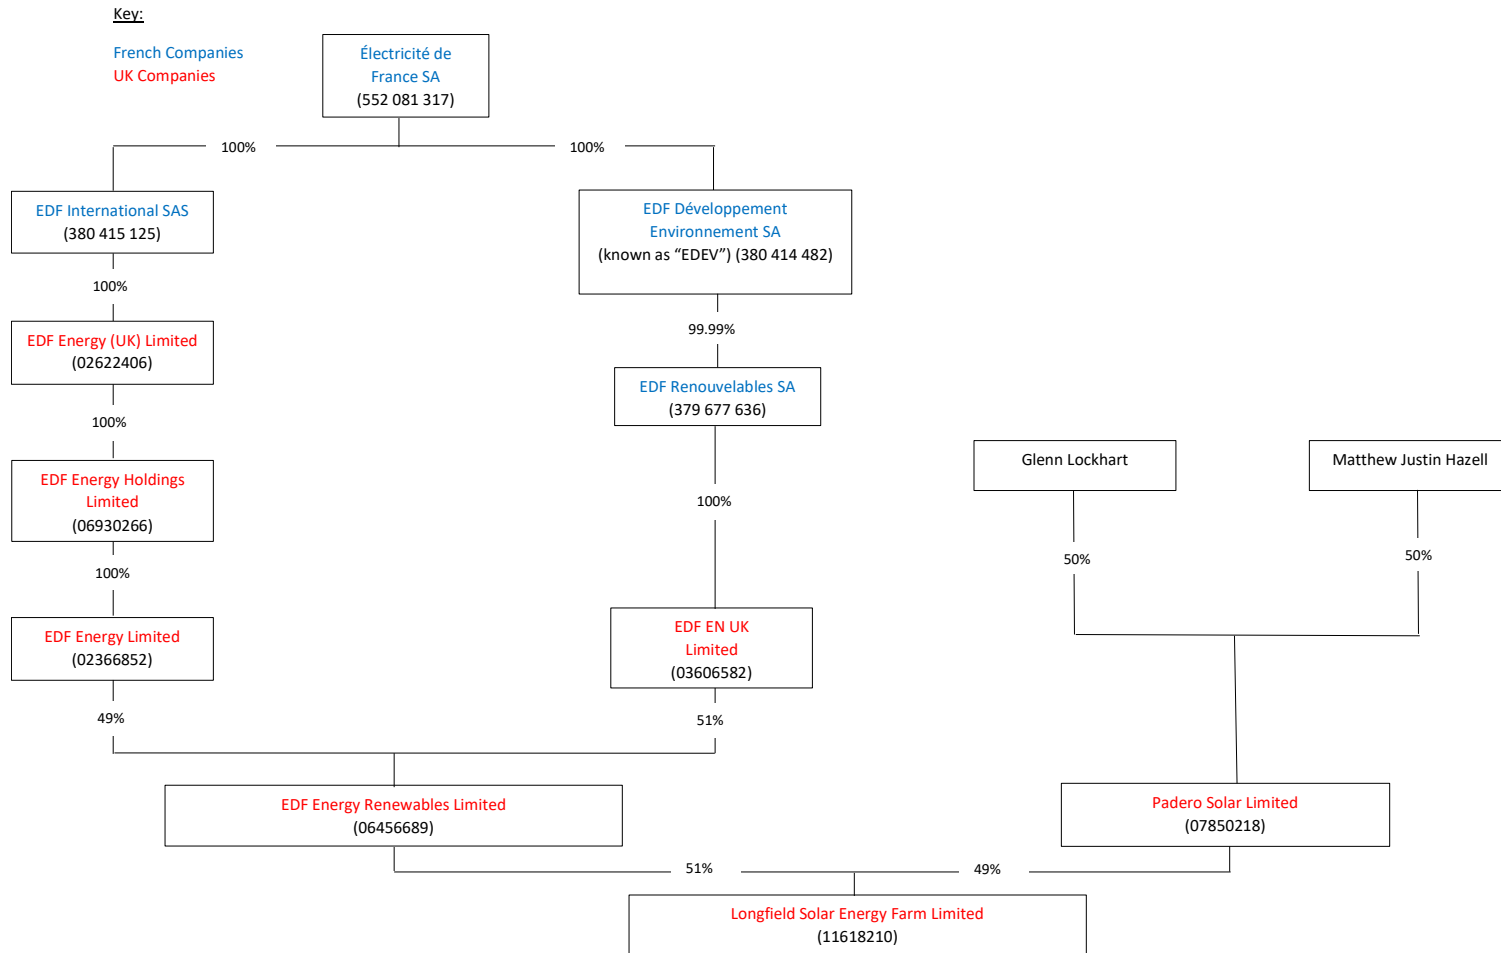 Key:
French Companies
UK Companies
Électricité de
France SA
(552 081 317)
100%
100%
EDF International SAS
(380 415 125)
EDF Développement
Environnement SA
(known as “EDEV”) (380 414 482)
100%
99.99%
EDF Energy (UK) Limited
(02622406)
EDF Renouvelables SA
(379 677 636)
100%
EDF Energy Holdings
Limited
(06930266)
100%
Glenn Lockhart
Matthew Justin Hazell
50%
50%
100%
EDF Energy Limited
(02366852)
EDF EN UK
Limited
(03606582)
49%
51%
EDF Energy Renewables Limited
(06456689)
Padero Solar Limited
(07850218)
51%
49%
Longfield Solar Energy Farm Limited
(11618210)